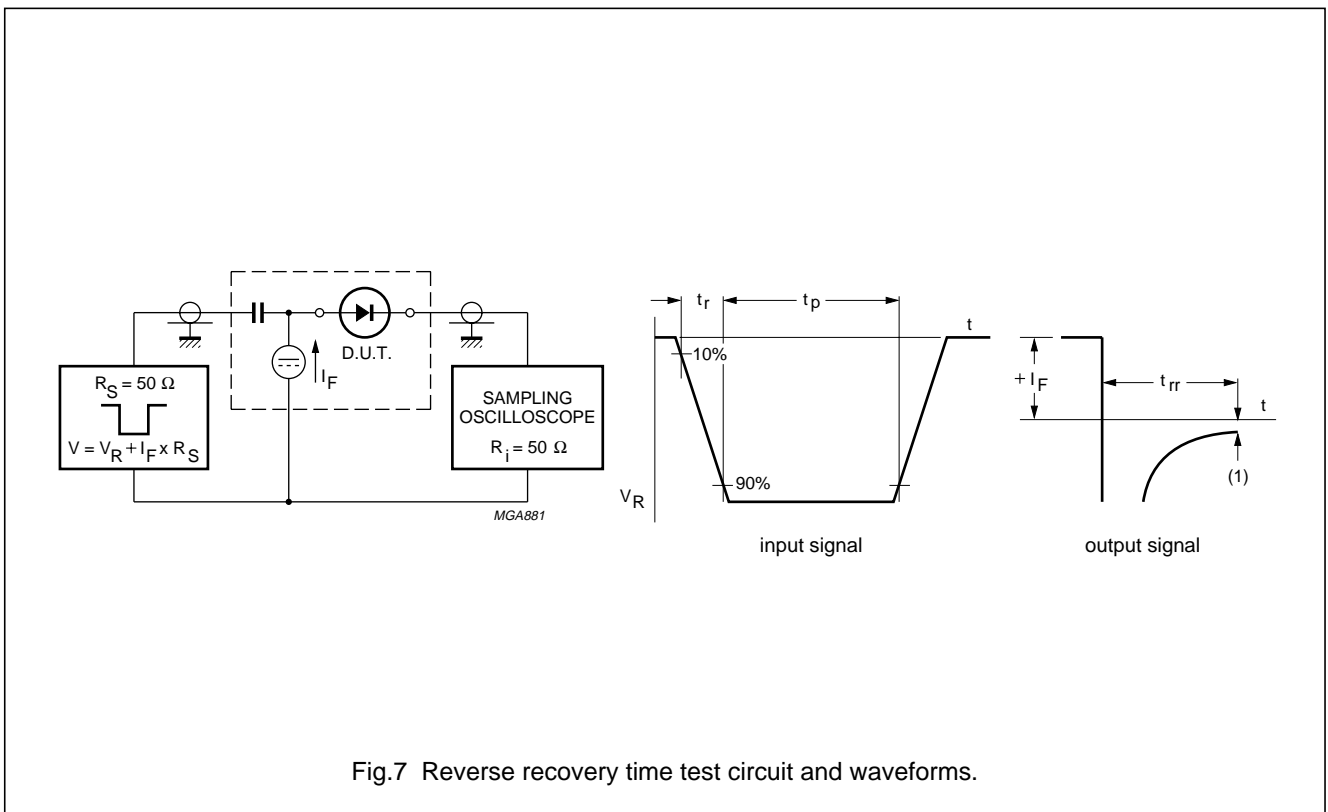 R_S = 50 Ω
V = V_R + I_F x R_S
I_F
D.U.T.
SAMPLING
OSCILLOSCOPE
R_i = 50 Ω
MGA881
t_r
t_p
t
10%
90%
V_R
input signal
+ I_F
t_rr
t
(1)
output signal
Fig.7 Reverse recovery time test circuit and waveforms.